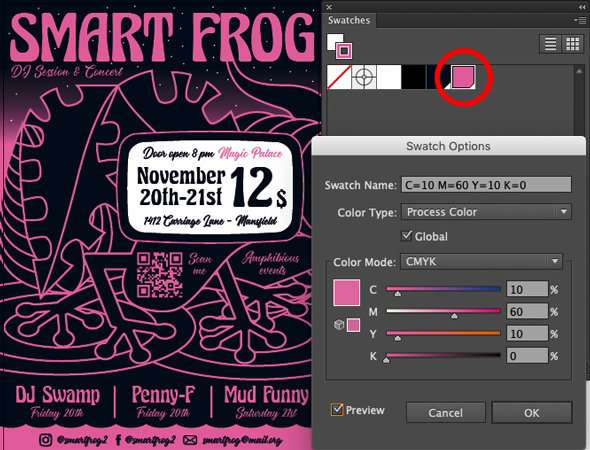 SMART FROG
DJ Session & Concert
Door open 8 pm Magic Palace
November
20th-21st
12$
1412 Carriage Lane - Mansfield
Scan
me
Amphibious
events
DJ Swamp
Friday 20th
Penny-F
Friday 20th
Mud Funny
Saturday 21st
@smartfrog2
@smartfrog2
smartfrog@mail.org
Swatches
Swatch Options
Swatch Name: C=10 M=60 Y=10 K=0
Color Type: Process Color
Global
Color Mode: CMYK
C 10 %
M 60 %
Y 10 %
K 0 %
Preview
Cancel
OK